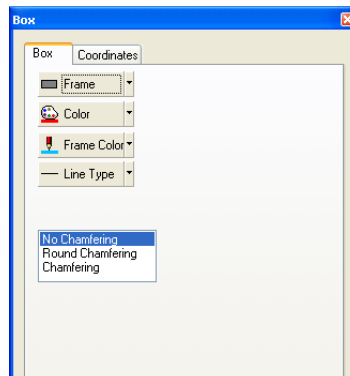 Box
Box Coordinates
Frame
Color
Frame Color
Line Type
No Chamfering
Round Chamfering
Chamfering